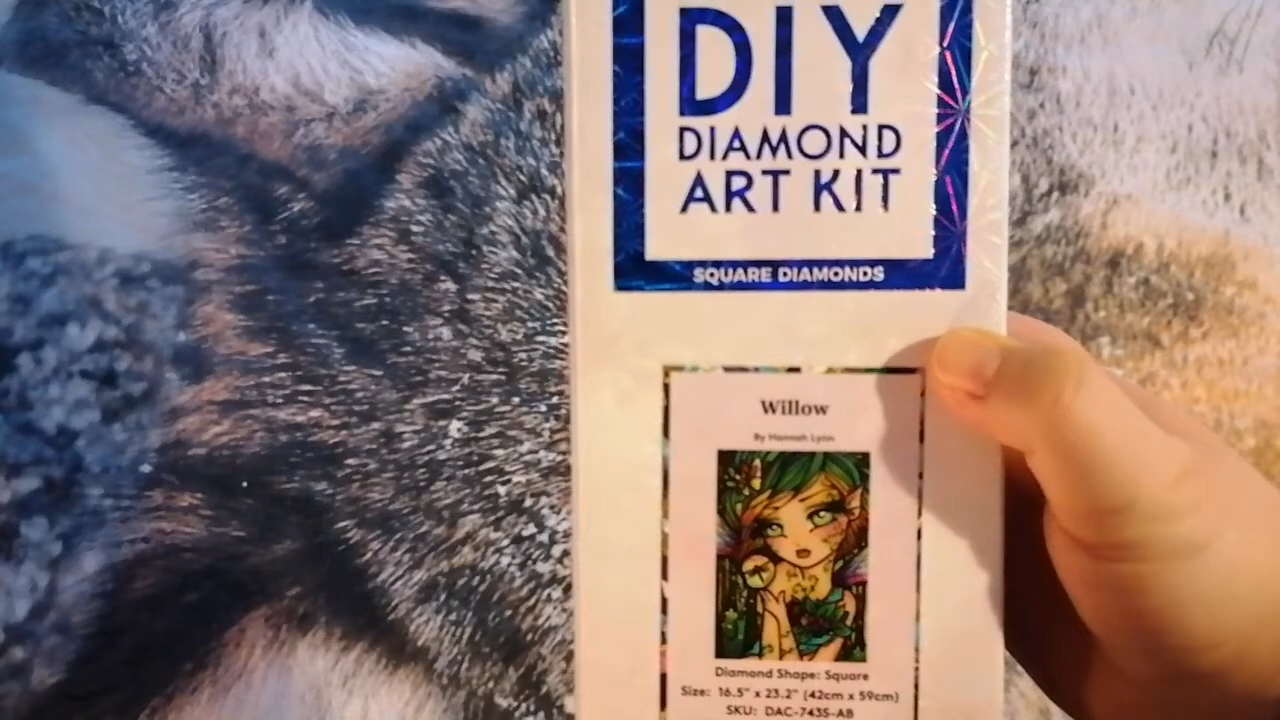 DIY
DIAMOND
ART KIT
SQUARE DIAMONDS
Willow
By Hannah Lynn
Diamond Shape: Square
Size: 16.5" x 23.2" (42cm x 59cm)
SKU: DAC-743S-AB